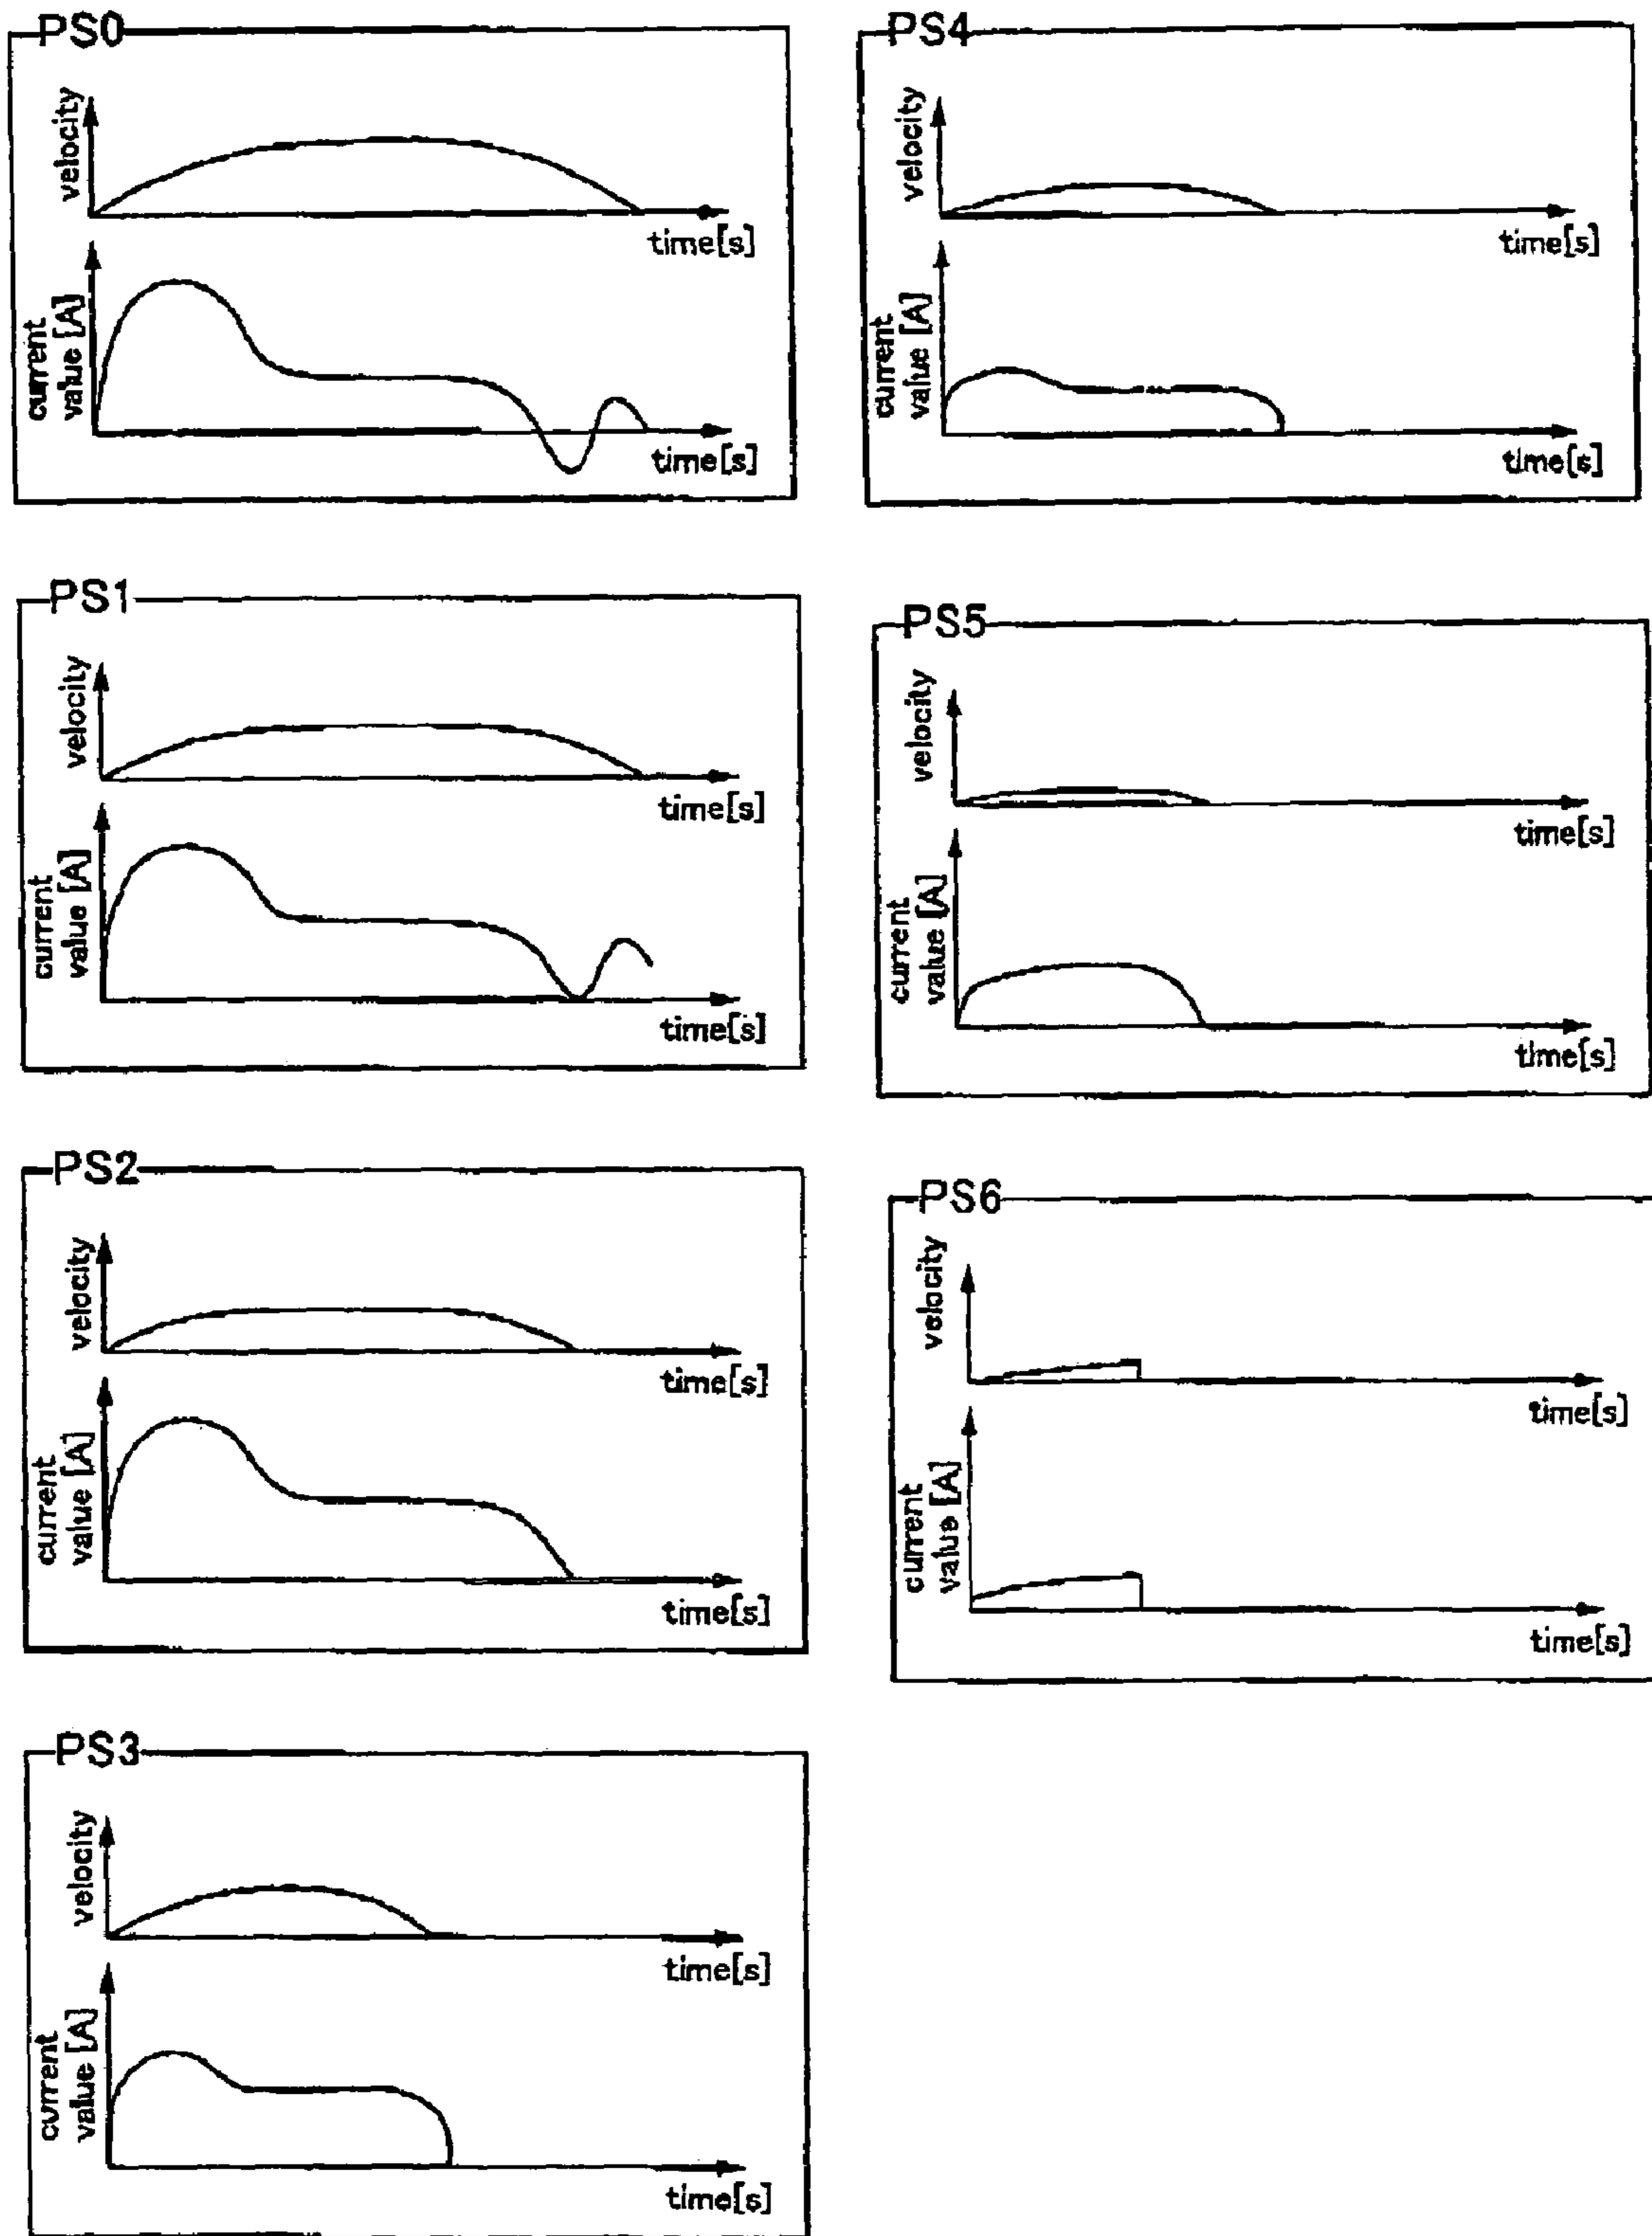 PS0
velocity
time[s]
current
value [A]
time[s]
PS1
velocity
time[s]
current
value [A]
time[s]
PS2
velocity
time[s]
current
value [A]
time[s]
PS3
velocity
time[s]
current
value [A]
time[s]
PS4
velocity
time[s]
current
value [A]
time[s]
PS5
velocity
time[s]
current
value [A]
time[s]
PS6
velocity
time[s]
current
value [A]
time[s]